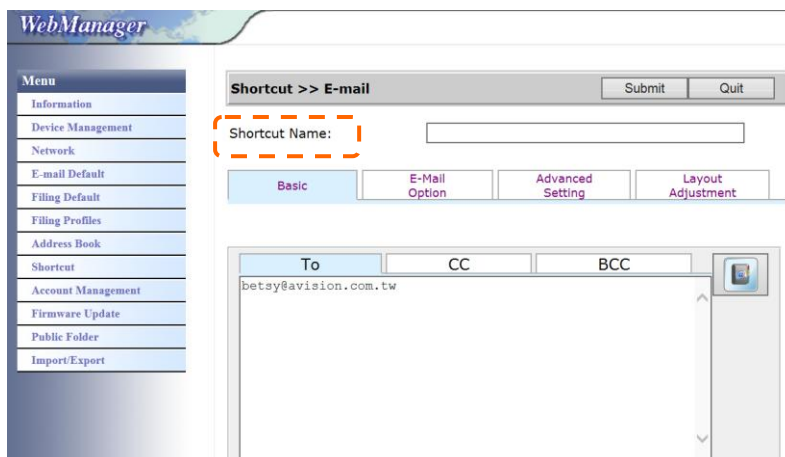 WebManager
Menu
Information
Device Management
Network
E-mail Default
Filing Default
Filing Profiles
Address Book
Shortcut
Account Management
Firmware Update
Public Folder
Import/Export
Shortcut >> E-mail
Submit
Quit
Shortcut Name:
Basic
E-Mail
Option
Advanced
Setting
Layout
Adjustment
To
CC
BCC
betsy@avision.com.tw